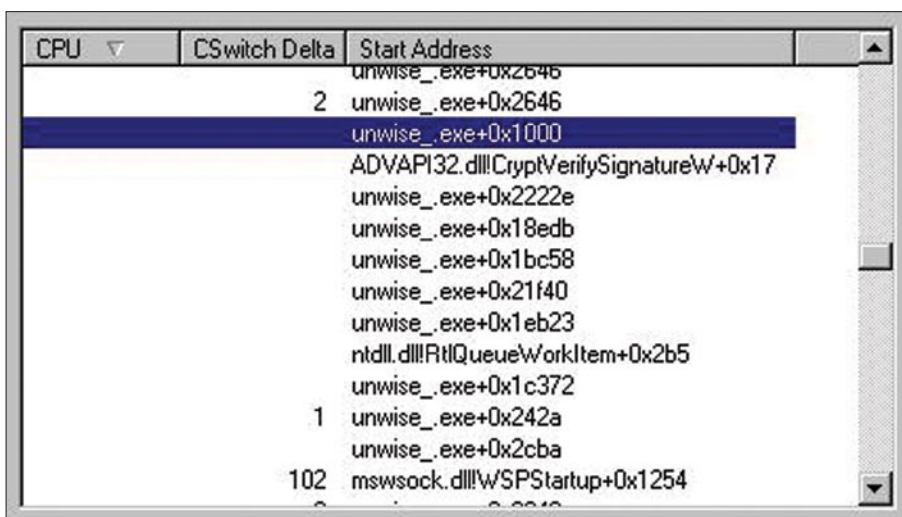 CPU CSwitch Delta Start Address
unwise_.exe+0x2646
2 unwise_.exe+0x2646
unwise_.exe+0x1000
ADVAPI32.dll!CryptVerifySignatureW+0x17
unwise_.exe+0x2222e
unwise_.exe+0x18edb
unwise_.exe+0x1bc58
unwise_.exe+0x21f40
unwise_.exe+0x1eb23
ntdll.dll!RtlQueueWorkItem+0x2b5
unwise_.exe+0x1c372
1 unwise_.exe+0x242a
unwise_.exe+0x2cba
102 mswsock.dll!WSPStartup+0x1254